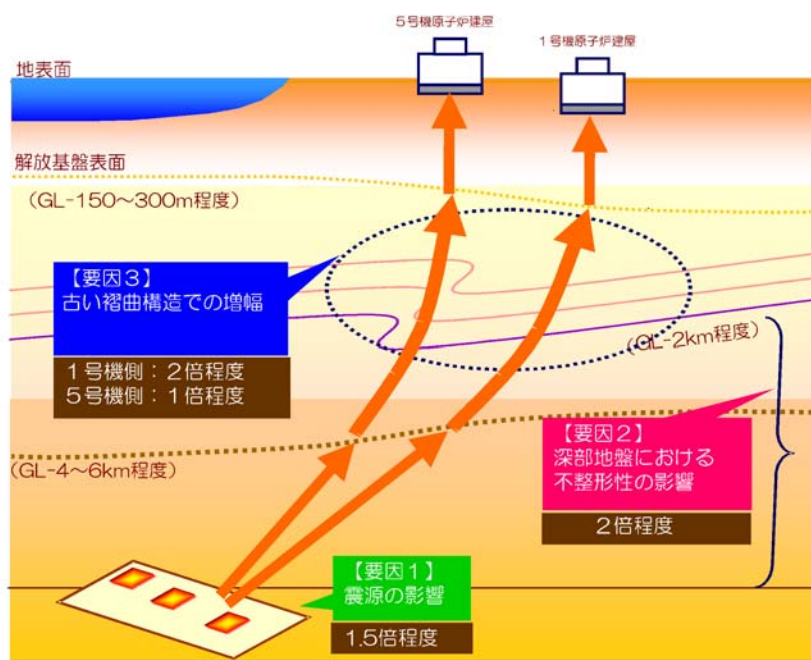 5号機原子炉建屋
1号機原子炉建屋
地表面
解放基盤表面
(GL-150～300m程度)
【要因3】
古い褶曲構造での増幅
1号機側：2倍程度
5号機側：1倍程度
(GL-2km程度)
【要因2】
深部地盤における
不整形性の影響
2倍程度
(GL-4～6km程度)
【要因1】
震源の影響
1.5倍程度